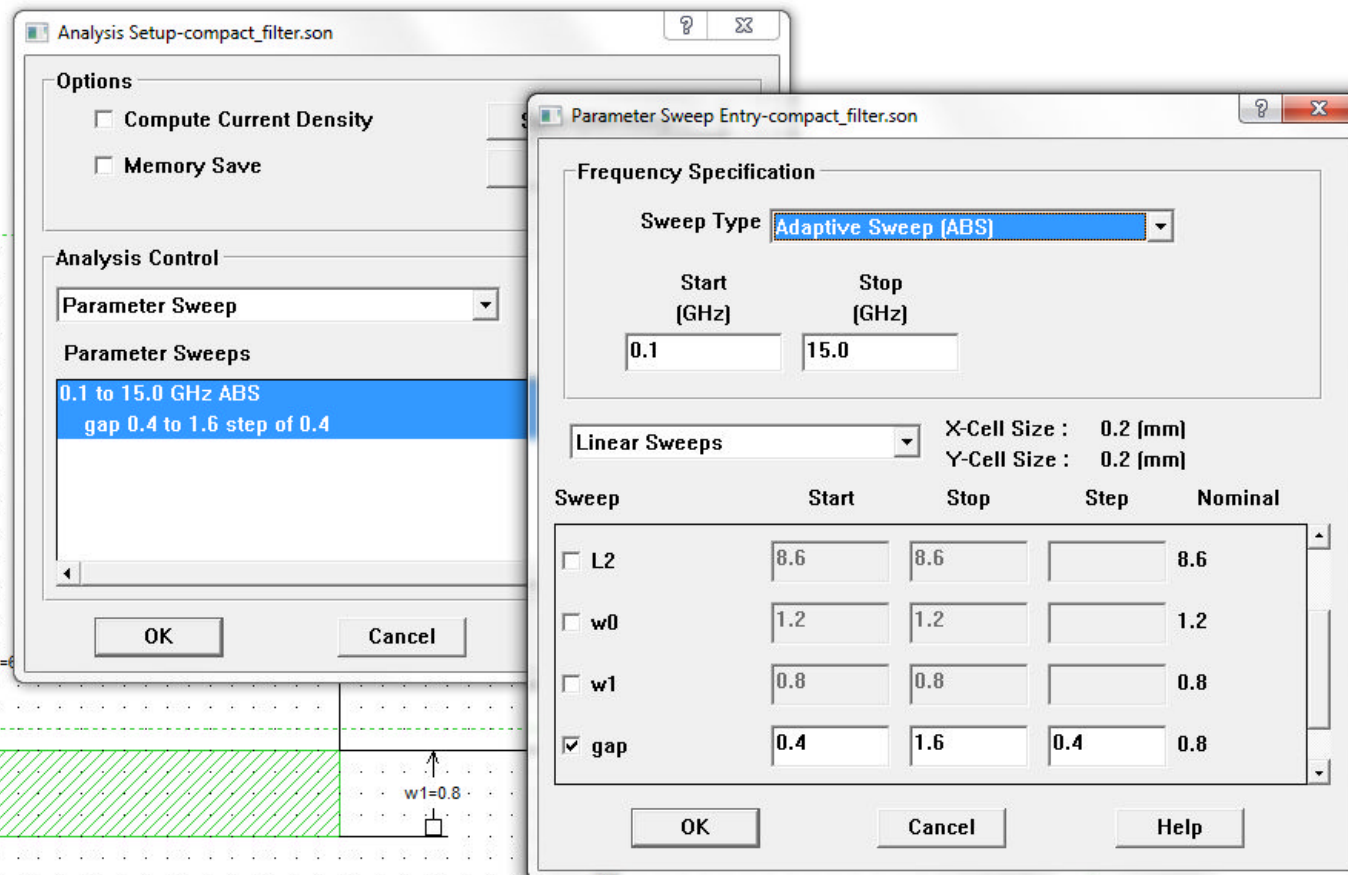 Analysis Setup-compact_filter.son
Options
Compute Current Density
Memory Save
Analysis Control
Parameter Sweep
Parameter Sweeps
0.1 to 15.0 GHz ABS
gap 0.4 to 1.6 step of 0.4
OK Cancel
w1=0.8
Parameter Sweep Entry-compact_filter.son
Frequency Specification
Sweep Type Adaptive Sweep (ABS)
Start Stop
(GHz) (GHz)
0.1 15.0
Linear Sweeps X-Cell Size : 0.2 (mm)
Y-Cell Size : 0.2 (mm)
Sweep Start Stop Step Nominal
L2 8.6 8.6 8.6
w0 1.2 1.2 1.2
w1 0.8 0.8 0.8
gap 0.4 1.6 0.4 0.8
OK Cancel Help